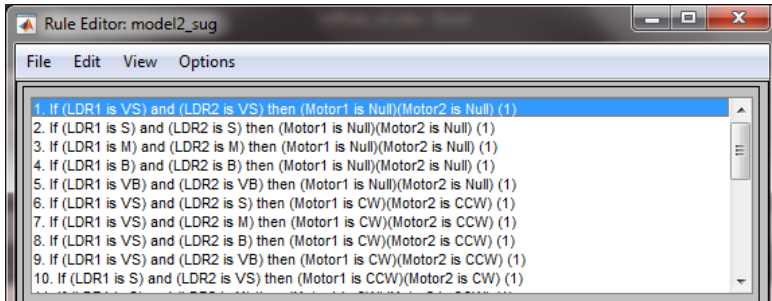 Rule Editor: model2_sug
File Edit View Options
1. If (LDR1 is VS) and (LDR2 is VS) then (Motor1 is Null)(Motor2 is Null) (1)
2. If (LDR1 is S) and (LDR2 is S) then (Motor1 is Null)(Motor2 is Null) (1)
3. If (LDR1 is M) and (LDR2 is M) then (Motor1 is Null)(Motor2 is Null) (1)
4. If (LDR1 is B) and (LDR2 is B) then (Motor1 is Null)(Motor2 is Null) (1)
5. If (LDR1 is VB) and (LDR2 is VB) then (Motor1 is Null)(Motor2 is Null) (1)
6. If (LDR1 is VS) and (LDR2 is S) then (Motor1 is CW)(Motor2 is CCW) (1)
7. If (LDR1 is VS) and (LDR2 is M) then (Motor1 is CW)(Motor2 is CCW) (1)
8. If (LDR1 is VS) and (LDR2 is B) then (Motor1 is CW)(Motor2 is CCW) (1)
9. If (LDR1 is VS) and (LDR2 is VB) then (Motor1 is CW)(Motor2 is CCW) (1)
10. If (LDR1 is S) and (LDR2 is VS) then (Motor1 is CCW)(Motor2 is CW) (1)